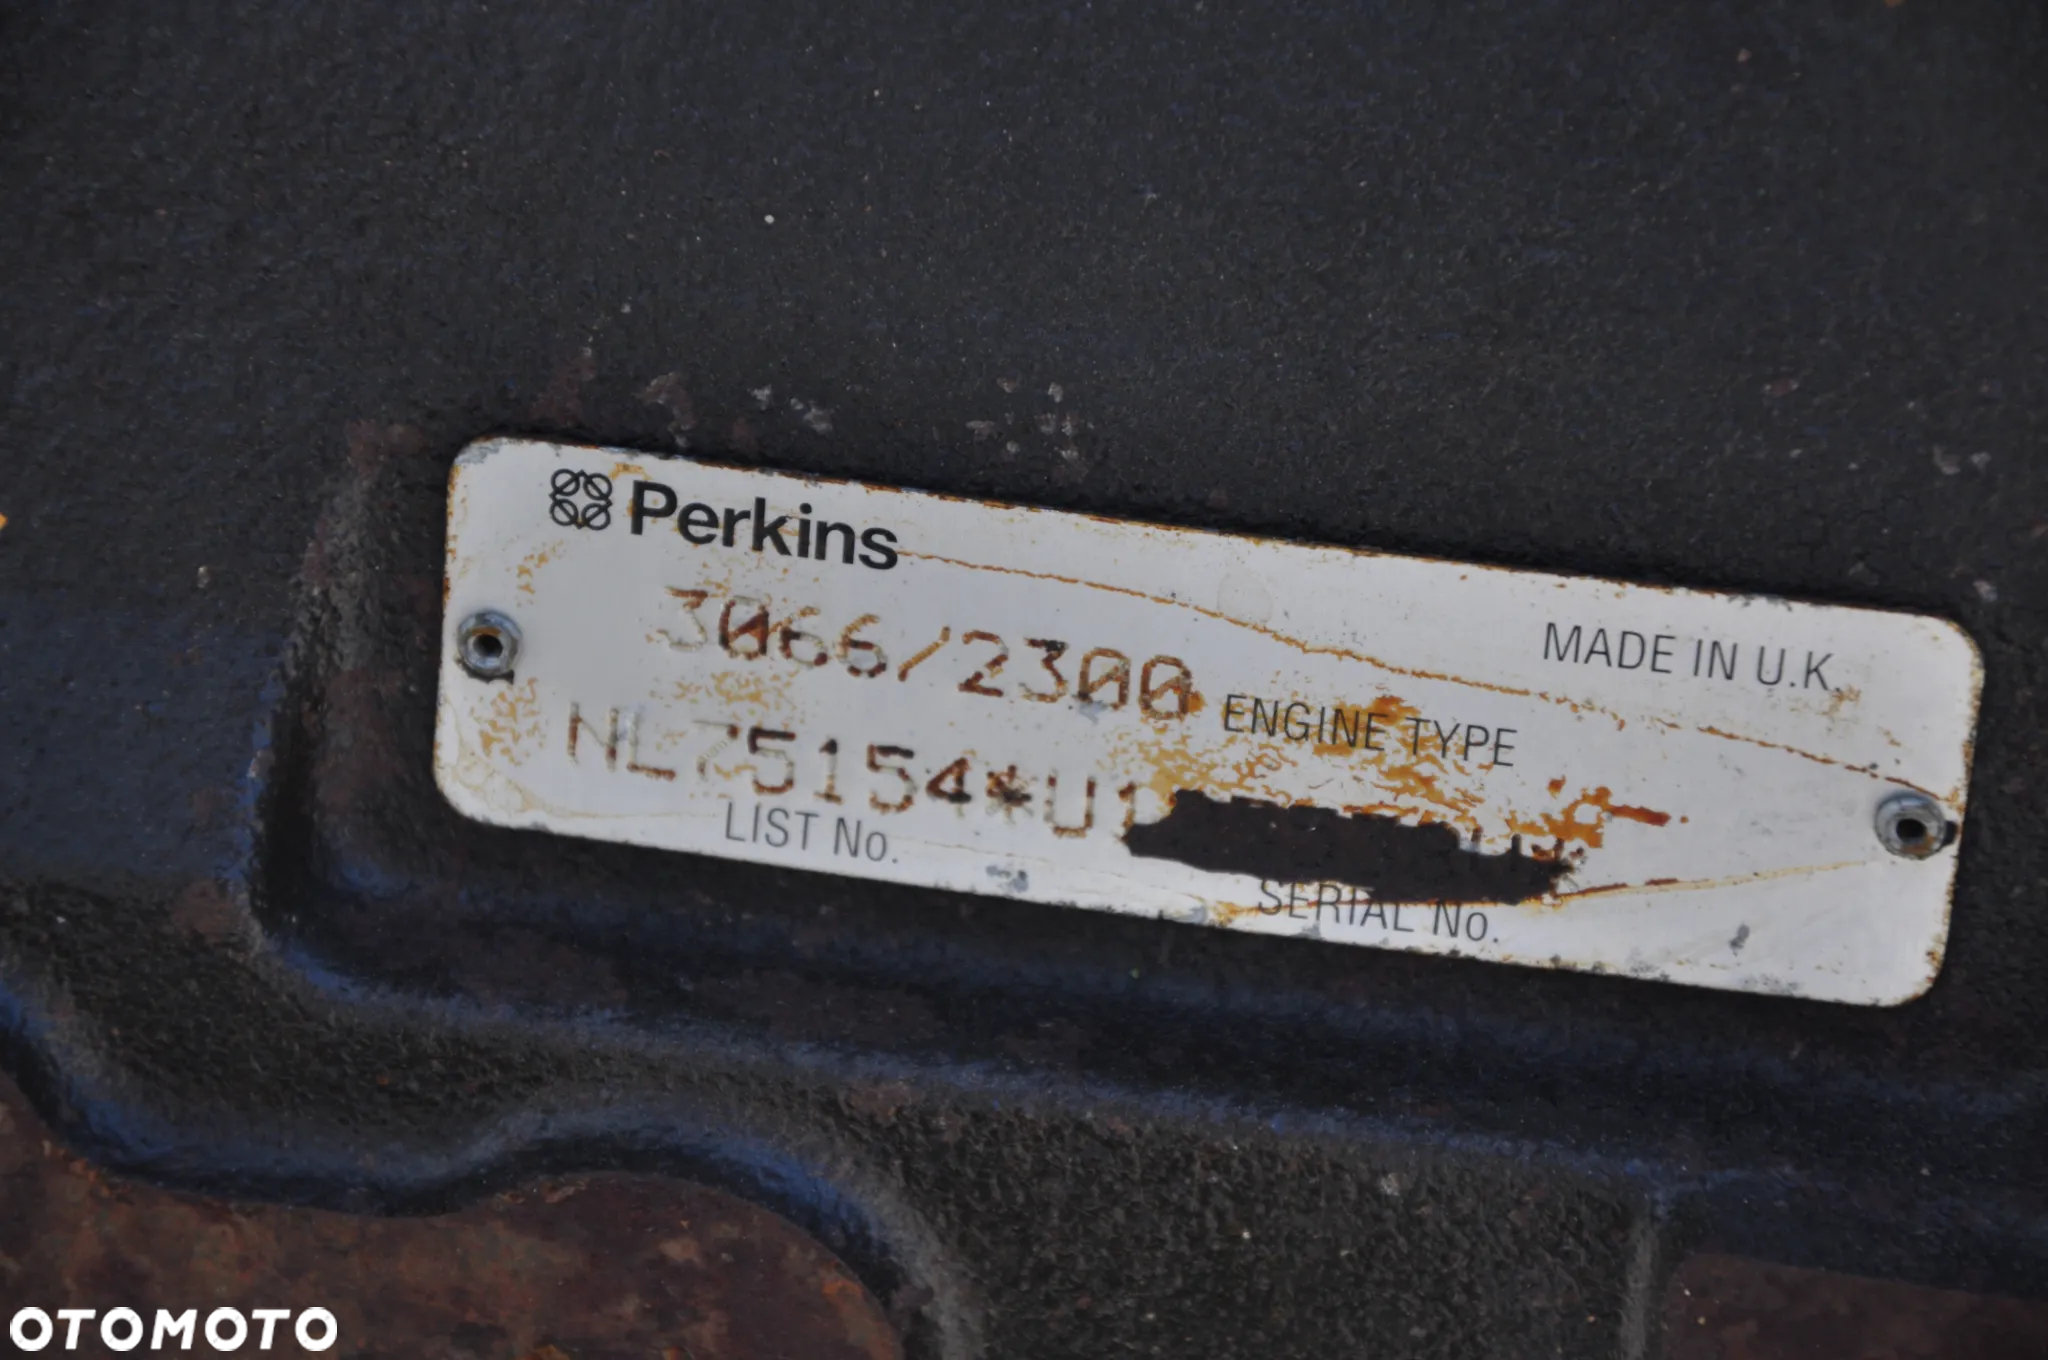 Perkins
MADE IN U.K.
3066/2300 ENGINE TYPE
NL75154*U1
LIST No. SERIAL No.
OTOMOTO